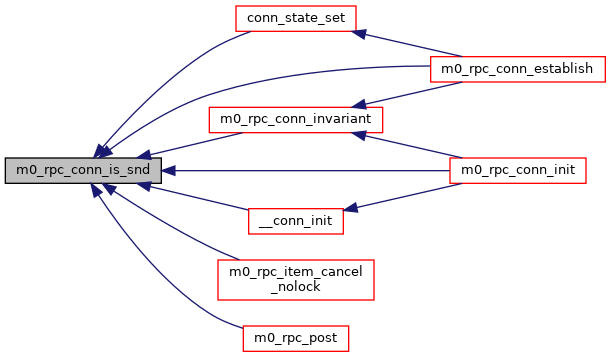 conn_state_set
m0_rpc_conn_establish
m0_rpc_conn_invariant
m0_rpc_conn_is_snd
m0_rpc_conn_init
__conn_init
m0_rpc_item_cancel
_nolock
m0_rpc_post